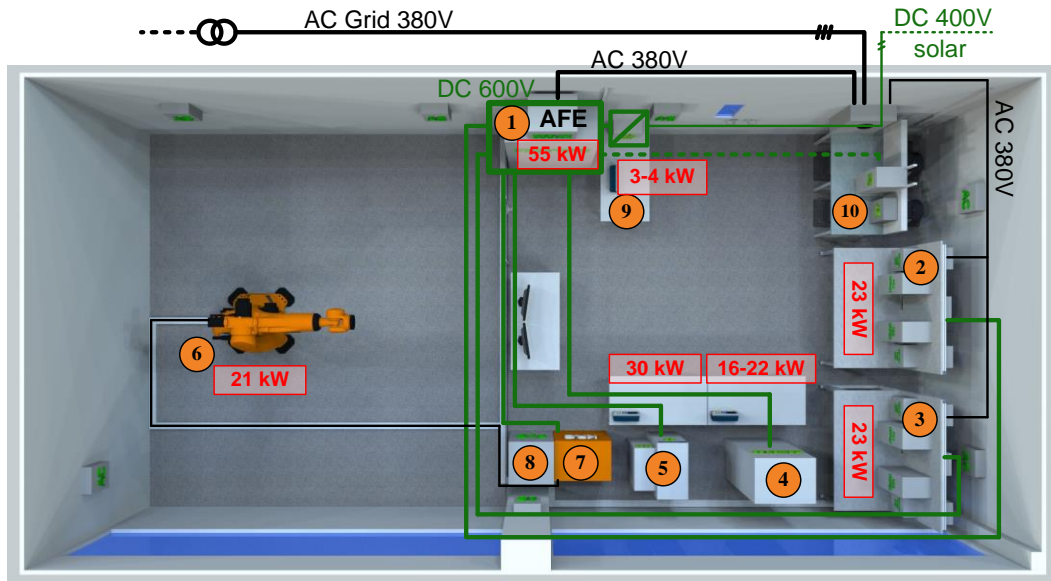 AC Grid 380V
DC 400V
solar
AC 380V
DC 600V
1
AFE
55 kW
3-4 kW
9
10
AC 380V
AC
2
23 kW
6
21 kW
30 kW
16-22 kW
3
23 kW
8
7
5
4